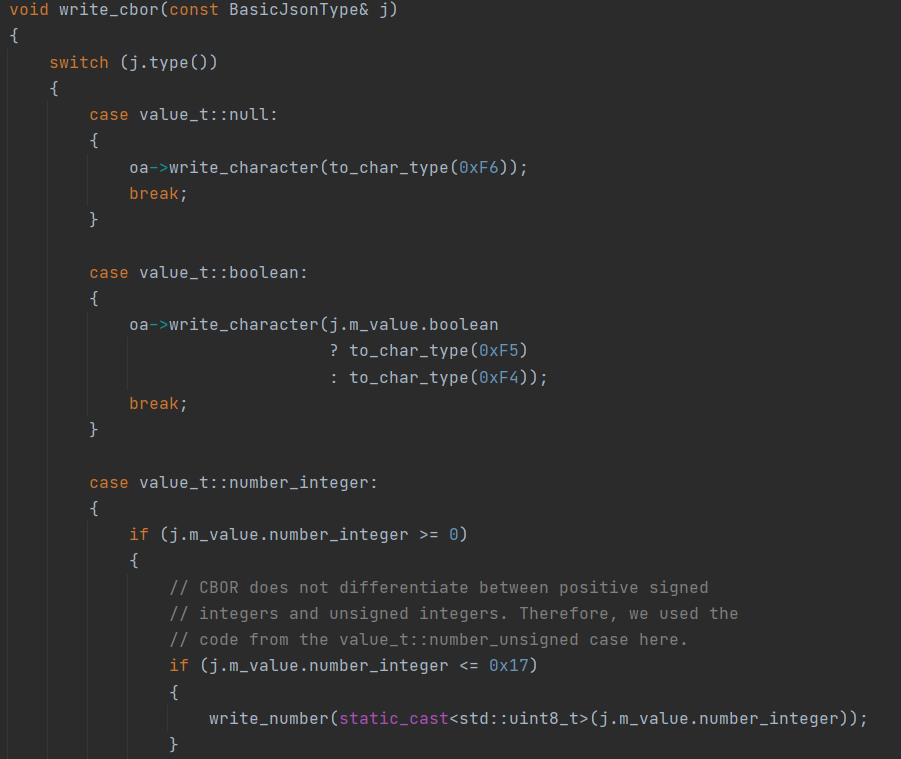 void write_cbor(const BasicJsonType& j)
{
    switch (j.type())
    {
        case value_t::null:
        {
            oa->write_character(to_char_type(0xF6));
            break;
        }

        case value_t::boolean:
        {
            oa->write_character(j.m_value.boolean
                                ? to_char_type(0xF5)
                                : to_char_type(0xF4));
            break;
        }

        case value_t::number_integer:
        {
            if (j.m_value.number_integer >= 0)
            {
                // CBOR does not differentiate between positive signed
                // integers and unsigned integers. Therefore, we used the
                // code from the value_t::number_unsigned case here.
                if (j.m_value.number_integer <= 0x17)
                {
                    write_number(static_cast<std::uint8_t>(j.m_value.number_integer));
                }